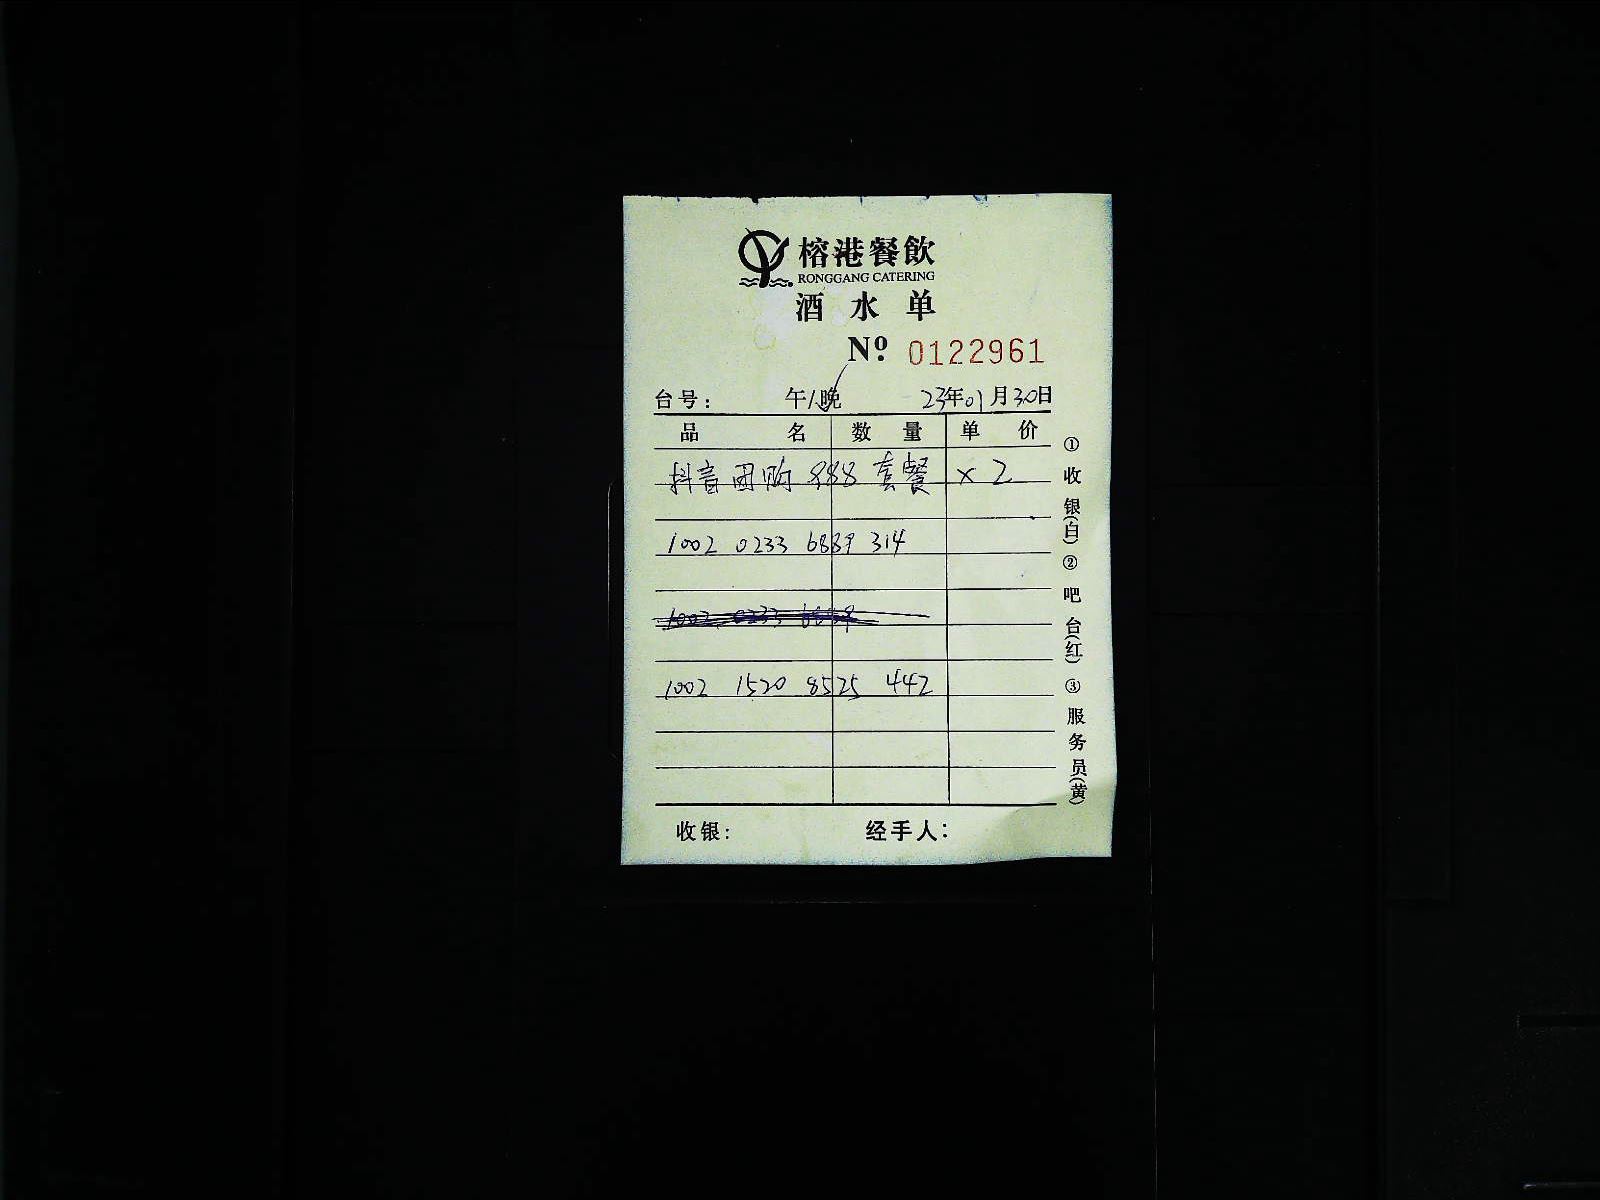 榕港餐飲
RONGGANG CATERING
酒水单
Nº 0122961
台号: 午/晚 23年01月30日
品名 数量 单价
抖音团购 888 套餐 × 2
1002 0233 6889 314
1002 0233 6889
1002 1520 8525 442
收银: 经手人:
①收银(白)②吧台(红)③服务员(黄)